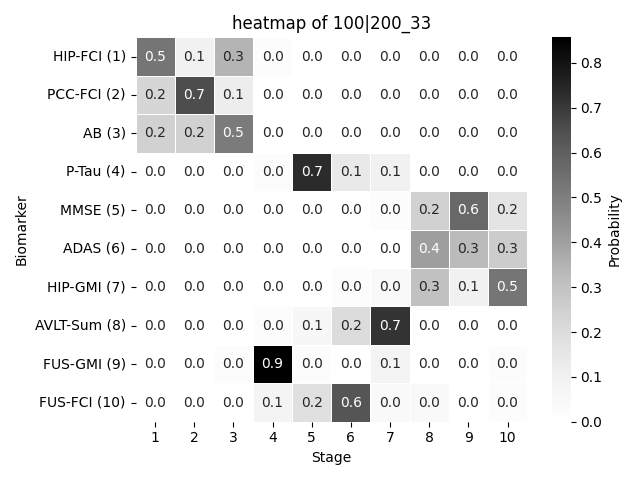 heatmap of 100|200_33
HIP-FCI (1) 0.5 0.1 0.3 0.0 0.0 0.0 0.0 0.0 0.0 0.0
PCC-FCI (2) 0.2 0.7 0.1 0.0 0.0 0.0 0.0 0.0 0.0 0.0
AB (3) 0.2 0.2 0.5 0.0 0.0 0.0 0.0 0.0 0.0 0.0
P-Tau (4) 0.0 0.0 0.0 0.0 0.7 0.1 0.1 0.0 0.0 0.0
MMSE (5) 0.0 0.0 0.0 0.0 0.0 0.0 0.0 0.2 0.6 0.2
ADAS (6) 0.0 0.0 0.0 0.0 0.0 0.0 0.0 0.4 0.3 0.3
HIP-GMI (7) 0.0 0.0 0.0 0.0 0.0 0.0 0.0 0.3 0.1 0.5
AVLT-Sum (8) 0.0 0.0 0.0 0.0 0.1 0.2 0.7 0.0 0.0 0.0
FUS-GMI (9) 0.0 0.0 0.0 0.9 0.0 0.0 0.1 0.0 0.0 0.0
FUS-FCI (10) 0.0 0.0 0.0 0.1 0.2 0.6 0.0 0.0 0.0 0.0
1 2 3 4 5 6 7 8 9 10
Stage
Biomarker
0.8
0.7
0.6
0.5
0.4
0.3
0.2
0.1
0.0
Probability